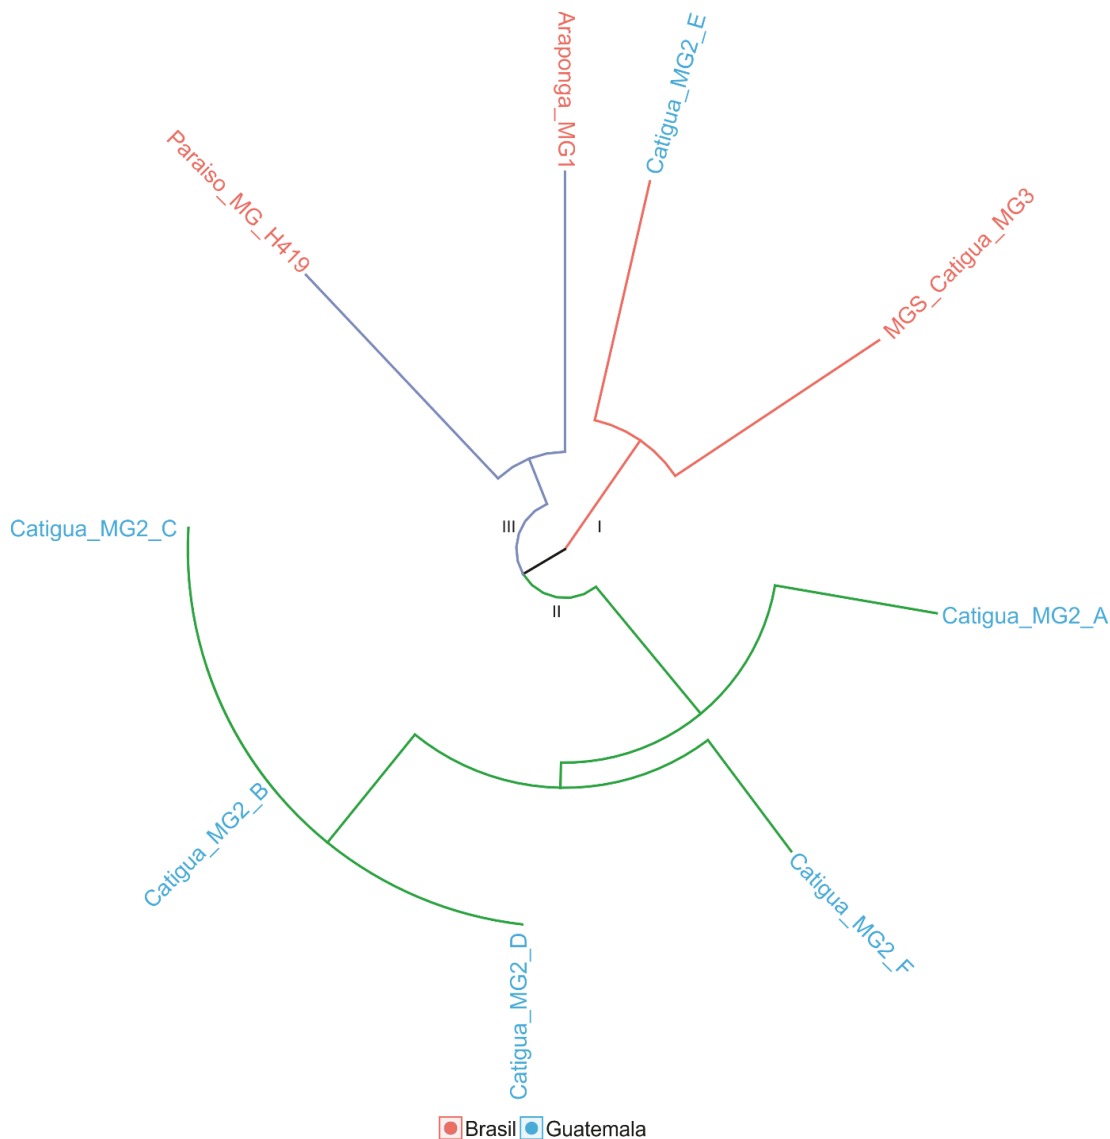 Araponga_MG1
Catigua_MG2_E
Paraiso_MG_H419
MGS_Catigua_MG3
III
I
Catigua_MG2_C
II
Catigua_MG2_A
Catigua_MG2_B
Catigua_MG2_F
Catigua_MG2_D
Brasil Guatemala